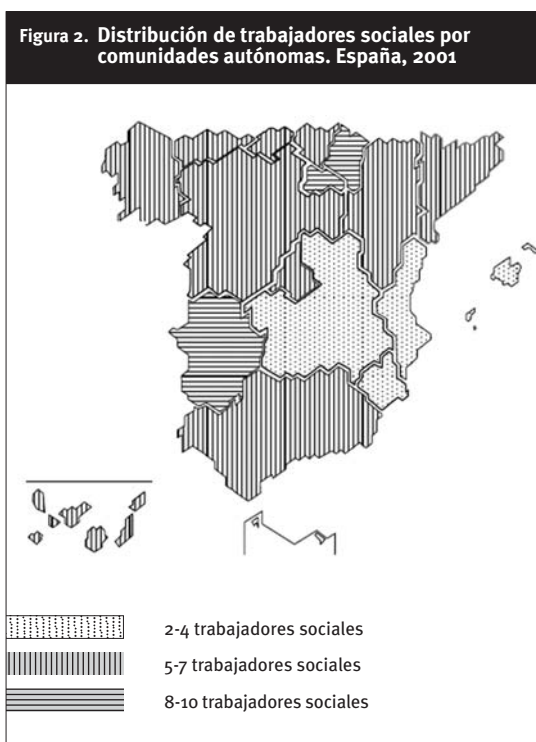 Figura 2. Distribución de trabajadores sociales por
comunidades autónomas. España, 2001
2-4 trabajadores sociales
5-7 trabajadores sociales
8-10 trabajadores sociales